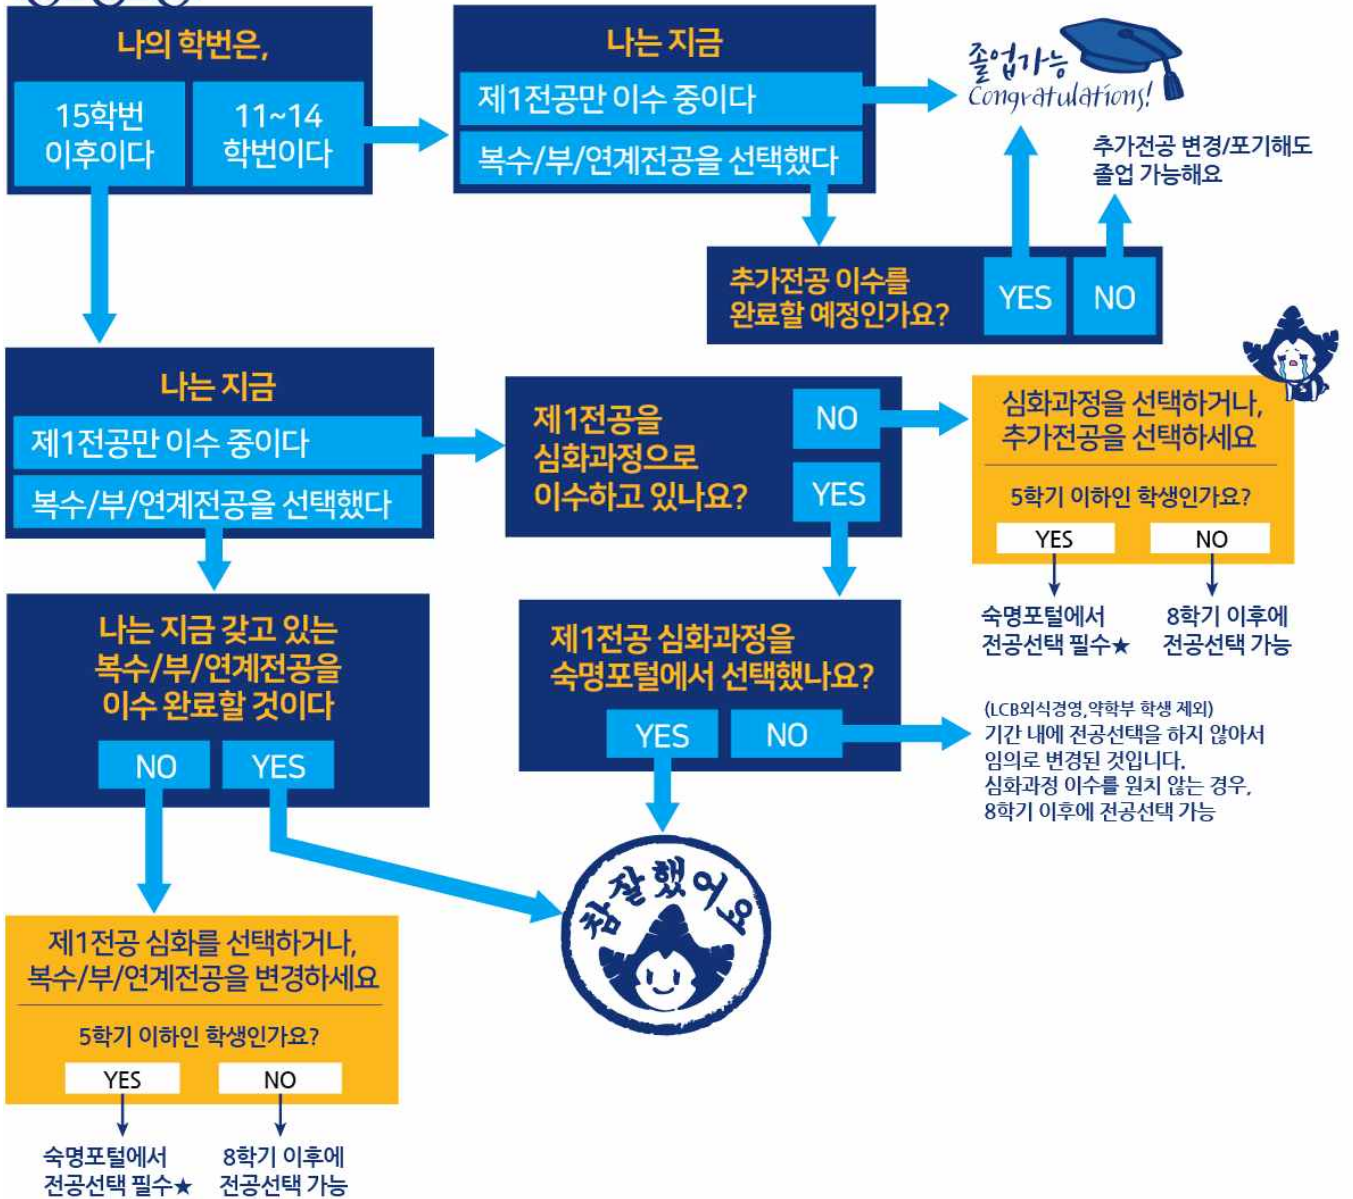 나의 학번은,
15학번
이후이다
11~14
학번이다
나는 지금
제1전공만 이수 중이다
복수/부/연계전공을 선택했다
졸업가능
Congratulations!
추가전공 변경/포기해도
졸업 가능해요
추가전공 이수를
완료할 예정인가요?
YES
NO
나는 지금
제1전공만 이수 중이다
복수/부/연계전공을 선택했다
제1전공을
심화과정으로
이수하고 있나요?
NO
YES
심화과정을 선택하거나,
추가전공을 선택하세요
5학기 이하인 학생인가요?
YES
NO
숙명포털에서
전공선택 필수★
8학기 이후에
전공선택 가능
나는 지금 갖고 있는
복수/부/연계전공을
이수 완료할 것이다
NO
YES
제1전공 심화과정을
숙명포털에서 선택했나요?
YES
NO
(LCB외식경영,약학부 학생 제외)
기간 내에 전공선택을 하지 않아서
임의로 변경된 것입니다.
심화과정 이수를 원치 않는 경우,
8학기 이후에 전공선택 가능
참 잘했어요
제1전공 심화를 선택하거나,
복수/부/연계전공을 변경하세요
5학기 이하인 학생인가요?
YES
NO
숙명포털에서
전공선택 필수★
8학기 이후에
전공선택 가능